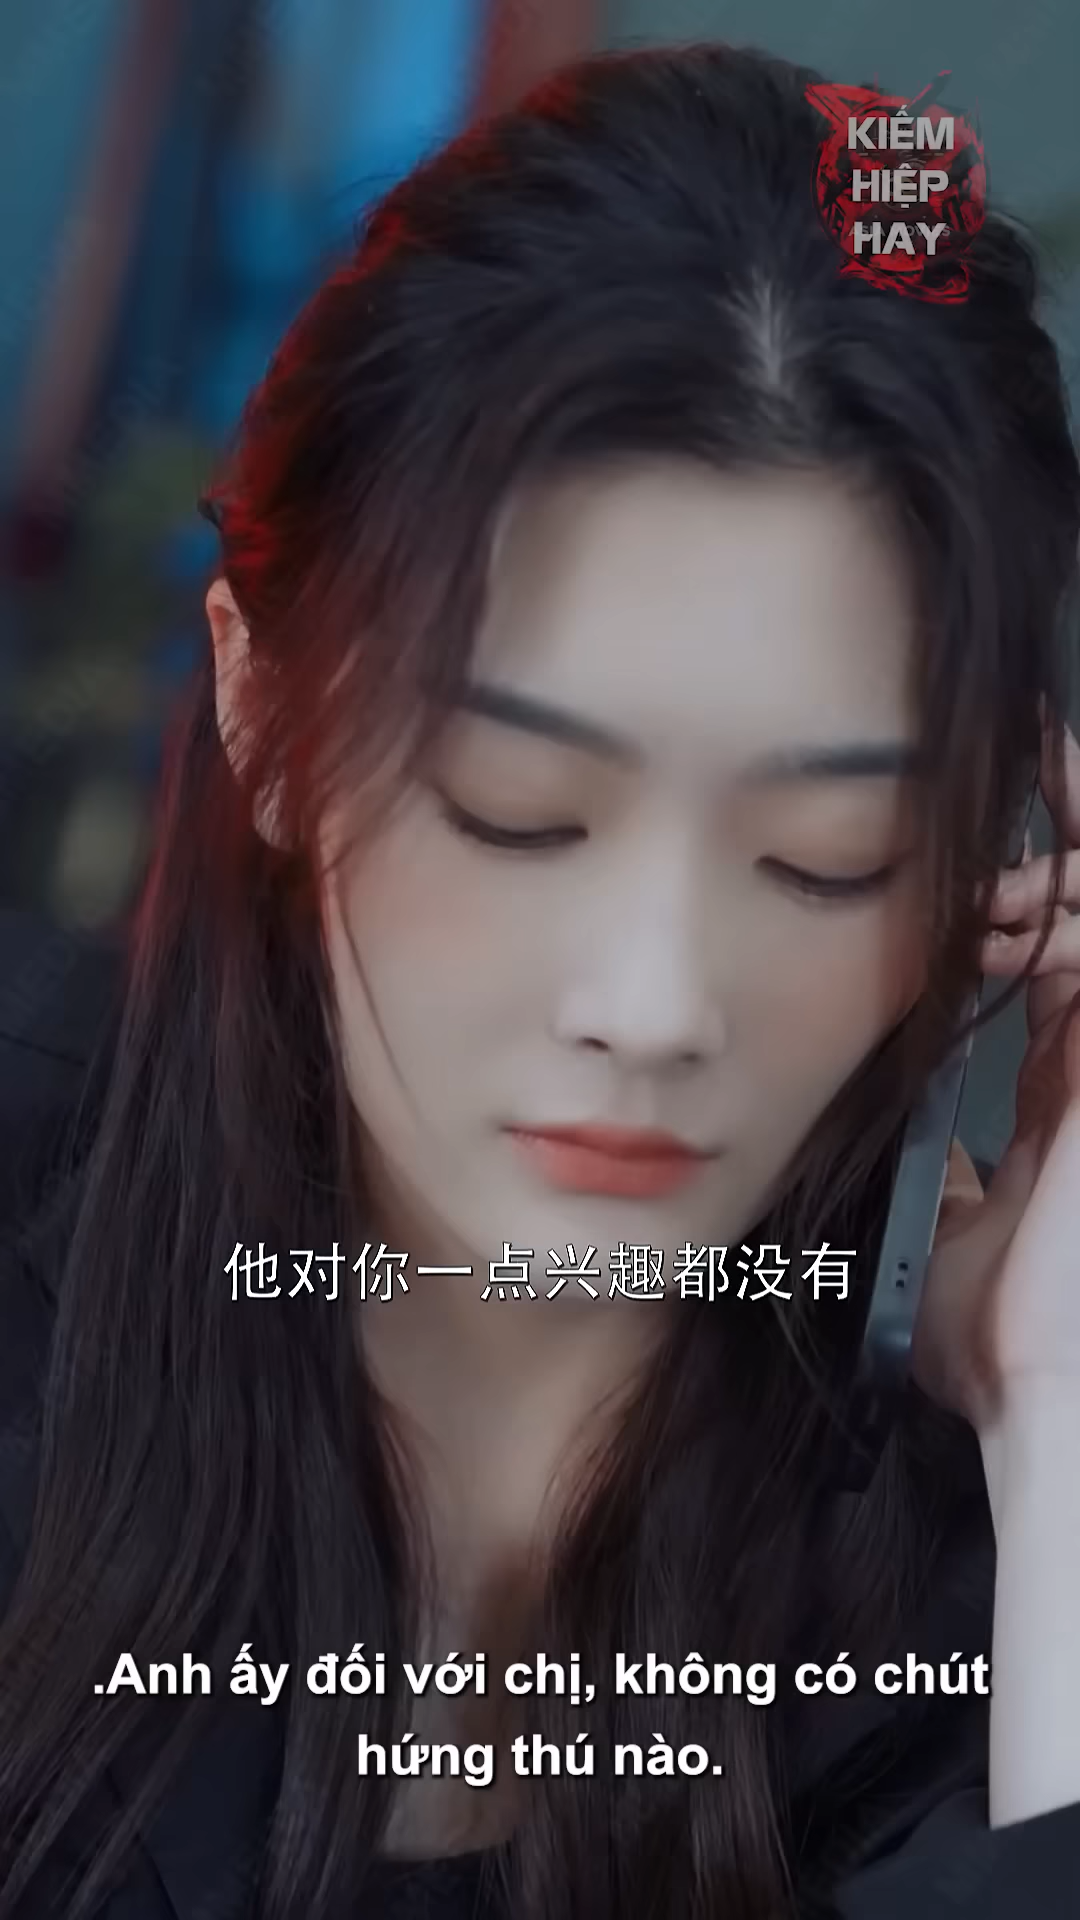 KIẾM
HIỆP
HAY
他对你一点兴趣都没有
.Anh ấy đối với chị, không có chút
hứng thú nào.